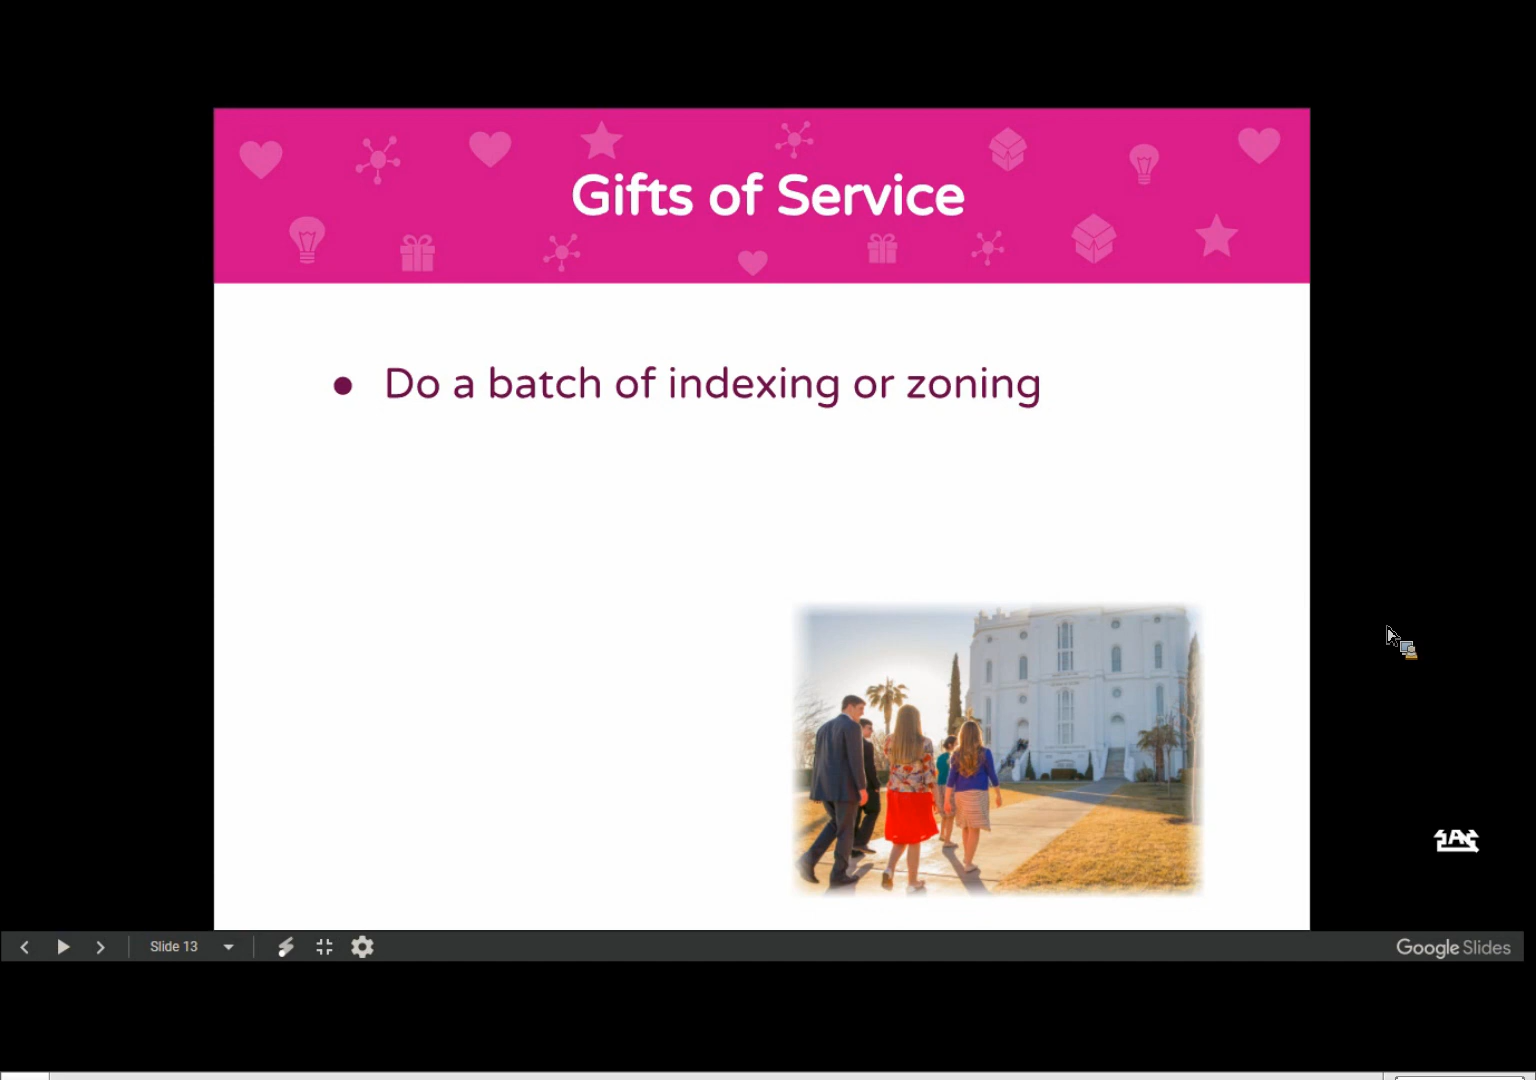 Gifts of Service
● Do a batch of indexing or zoning
Slide 13
Google Slides